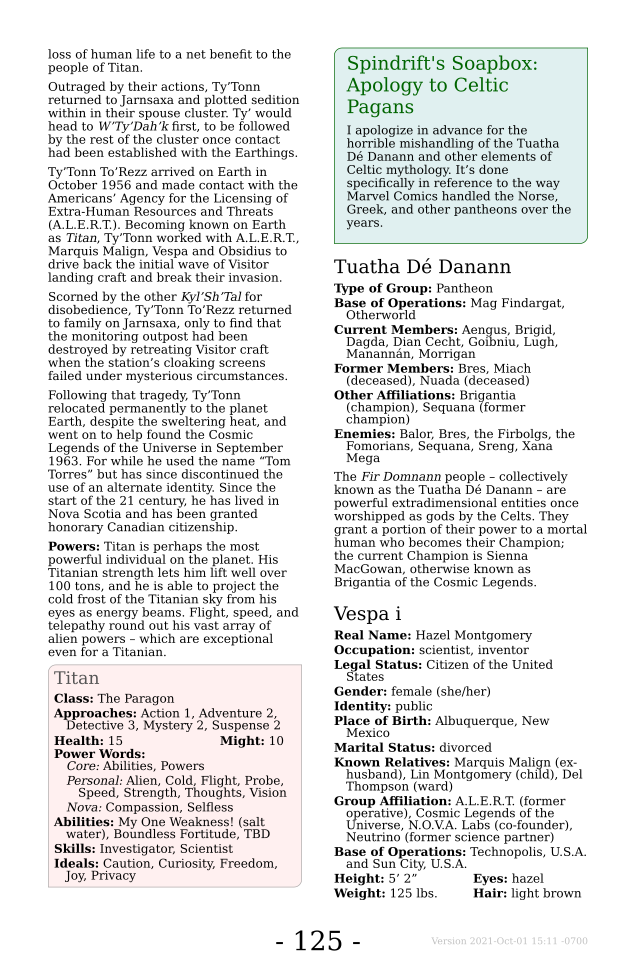 loss of human life to a net benefit to the
people of Titan.
Outraged by their actions, Ty’Tonn
returned to Jarnsaxa and plotted sedition
within in their spouse cluster. Ty’ would
head to W’Ty’Dah’k first, to be followed
by the rest of the cluster once contact
had been established with the Earthings.
Ty’Tonn To’Rezz arrived on Earth in
October 1956 and made contact with the
Americans’ Agency for the Licensing of
Extra-Human Resources and Threats
(A.L.E.R.T.). Becoming known on Earth
as Titan, Ty’Tonn worked with A.L.E.R.T.,
Marquis Malign, Vespa and Obsidius to
drive back the initial wave of Visitor
landing craft and break their invasion.
Scorned by the other Kyl’Sh’Tal for
disobedience, Ty’Tonn To’Rezz returned
to family on Jarnsaxa, only to find that
the monitoring outpost had been
destroyed by retreating Visitor craft
when the station’s cloaking screens
failed under mysterious circumstances.
Following that tragedy, Ty’Tonn
relocated permanently to the planet
Earth, despite the sweltering heat, and
went on to help found the Cosmic
Legends of the Universe in September
1963. For while he used the name “Tom
Torres” but has since discontinued the
use of an alternate identity. Since the
start of the 21 century, he has lived in
Nova Scotia and has been granted
honorary Canadian citizenship.
Powers: Titan is perhaps the most
powerful individual on the planet. His
Titanian strength lets him lift well over
100 tons, and he is able to project the
cold frost of the Titanian sky from his
eyes as energy beams. Flight, speed, and
telepathy round out his vast array of
alien powers – which are exceptional
even for a Titanian.
Titan
Class: The Paragon
Approaches: Action 1, Adventure 2,
Detective 3, Mystery 2, Suspense 2
Health: 15 Might: 10
Power Words:
Core: Abilities, Powers
Personal: Alien, Cold, Flight, Probe,
Speed, Strength, Thoughts, Vision
Nova: Compassion, Selfless
Abilities: My One Weakness! (salt
water), Boundless Fortitude, TBD
Skills: Investigator, Scientist
Ideals: Caution, Curiosity, Freedom,
Joy, Privacy
Spindrift's Soapbox:
Apology to Celtic
Pagans
I apologize in advance for the
horrible mishandling of the Tuatha
Dé Danann and other elements of
Celtic mythology. It’s done
specifically in reference to the way
Marvel Comics handled the Norse,
Greek, and other pantheons over the
years.
Tuatha Dé Danann
Type of Group: Pantheon
Base of Operations: Mag Findargat,
Otherworld
Current Members: Aengus, Brigid,
Dagda, Dian Cecht, Goibniu, Lugh,
Manannán, Morrigan
Former Members: Bres, Miach
(deceased), Nuada (deceased)
Other Affiliations: Brigantia
(champion), Sequana (former
champion)
Enemies: Balor, Bres, the Firbolgs, the
Fomorians, Sequana, Sreng, Xana
Mega
The Fir Domnann people – collectively
known as the Tuatha Dé Danann – are
powerful extradimensional entities once
worshipped as gods by the Celts. They
grant a portion of their power to a mortal
human who becomes their Champion;
the current Champion is Sienna
MacGowan, otherwise known as
Brigantia of the Cosmic Legends.
Vespa i
Real Name: Hazel Montgomery
Occupation: scientist, inventor
Legal Status: Citizen of the United
States
Gender: female (she/her)
Identity: public
Place of Birth: Albuquerque, New
Mexico
Marital Status: divorced
Known Relatives: Marquis Malign (ex-
husband), Lin Montgomery (child), Del
Thompson (ward)
Group Affiliation: A.L.E.R.T. (former
operative), Cosmic Legends of the
Universe, N.O.V.A. Labs (co-founder),
Neutrino (former science partner)
Base of Operations: Technopolis, U.S.A.
and Sun City, U.S.A.
Height: 5’ 2” Eyes: hazel
Weight: 125 lbs. Hair: light brown
- 125 -
Version 2021-Oct-01 15:11 -0700